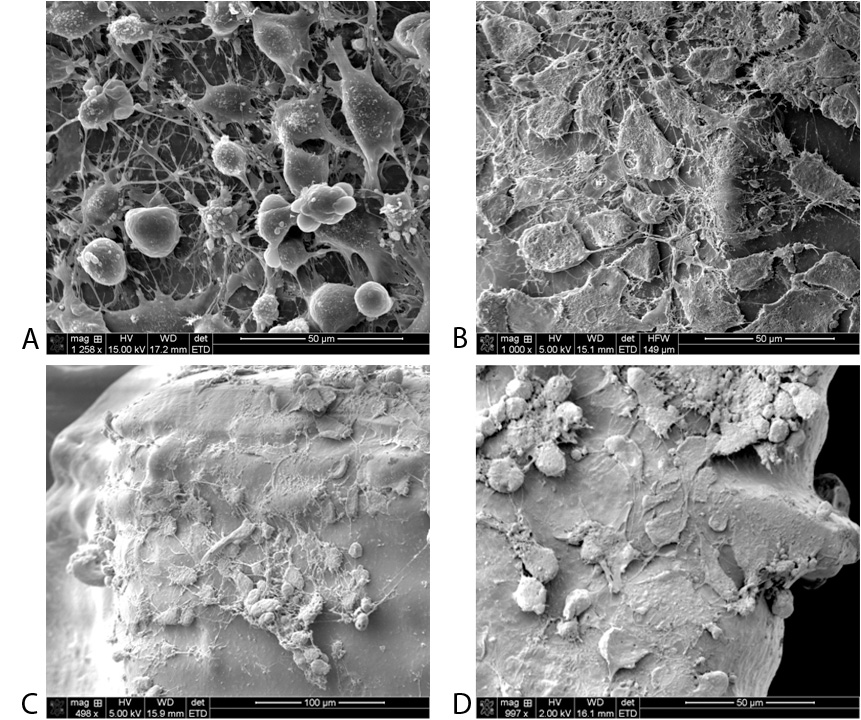 A
mag HV WD det
1 258 x 15.00 kV 17.2 mm ETD
50 µm
B
mag HV WD det HFW
1 000 x 5.00 kV 15.1 mm ETD 149 µm
50 µm
C
mag HV WD det
498 x 5.00 kV 15.9 mm ETD
100 µm
D
mag HV WD det
997 x 2.00 kV 16.1 mm ETD
50 µm